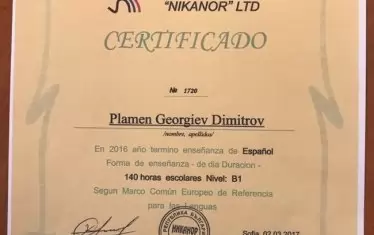 "NIKANOR" LTD
CERTIFICADO
№ 1720
Plamen Georgiev Dimitrov
/nombre, apellidos/
En 2016 año termino enseñanza de Español
Forma de enseñanza - de dia Duracion -
140 horas escolares Nivel: B1
Segun Marco Común Europeo de Referencia
para las Lenguas
НИКАНОР
Sofia, 02.03.2017